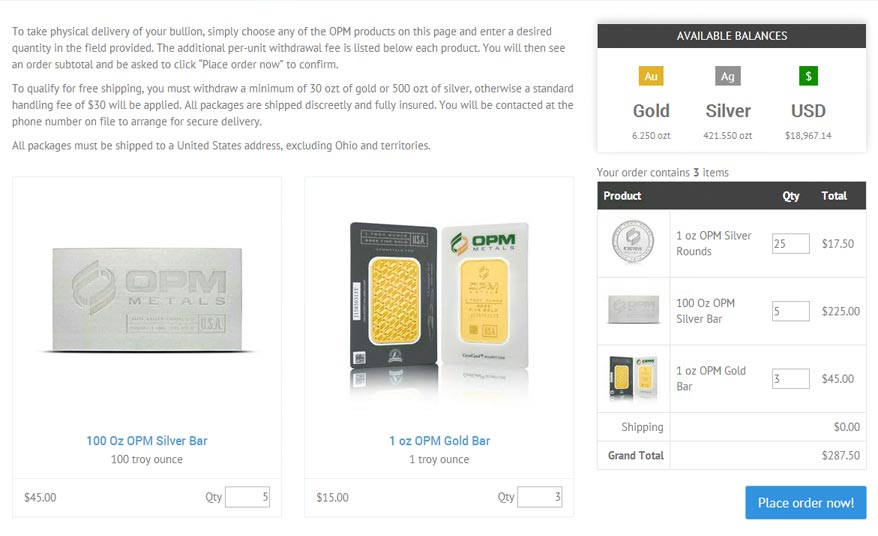 To take physical delivery of your bullion, simply choose any of the OPM products on this page and enter a desired
quantity in the field provided. The additional per-unit withdrawal fee is listed below each product. You will then see
an order subtotal and be asked to click "Place order now" to confirm.
To qualify for free shipping, you must withdraw a minimum of 30 ozt of gold or 500 ozt of silver, otherwise a standard
handling fee of $30 will be applied. All packages are shipped discreetly and fully insured. You will be contacted at the
phone number on file to arrange for secure delivery.
All packages must be shipped to a United States address, excluding Ohio and territories.
OPM
METALS
U.S.A.
USA
OPM
METALS
OPM
METALS
100 Oz OPM Silver Bar
100 troy ounce
$45.00 Qty 5
1 oz OPM Gold Bar
1 troy ounce
$15.00 Qty 3
AVAILABLE BALANCES
Au Ag $
Gold Silver USD
6.250 ozt 421.550 ozt $18,967.14
Your order contains 3 items
Product Qty Total
1 oz OPM Silver
Rounds
25 $17.50
100 Oz OPM
Silver Bar
5 $225.00
1 oz OPM Gold
Bar
3 $45.00
Shipping $0.00
Grand Total $287.50
Place order now!